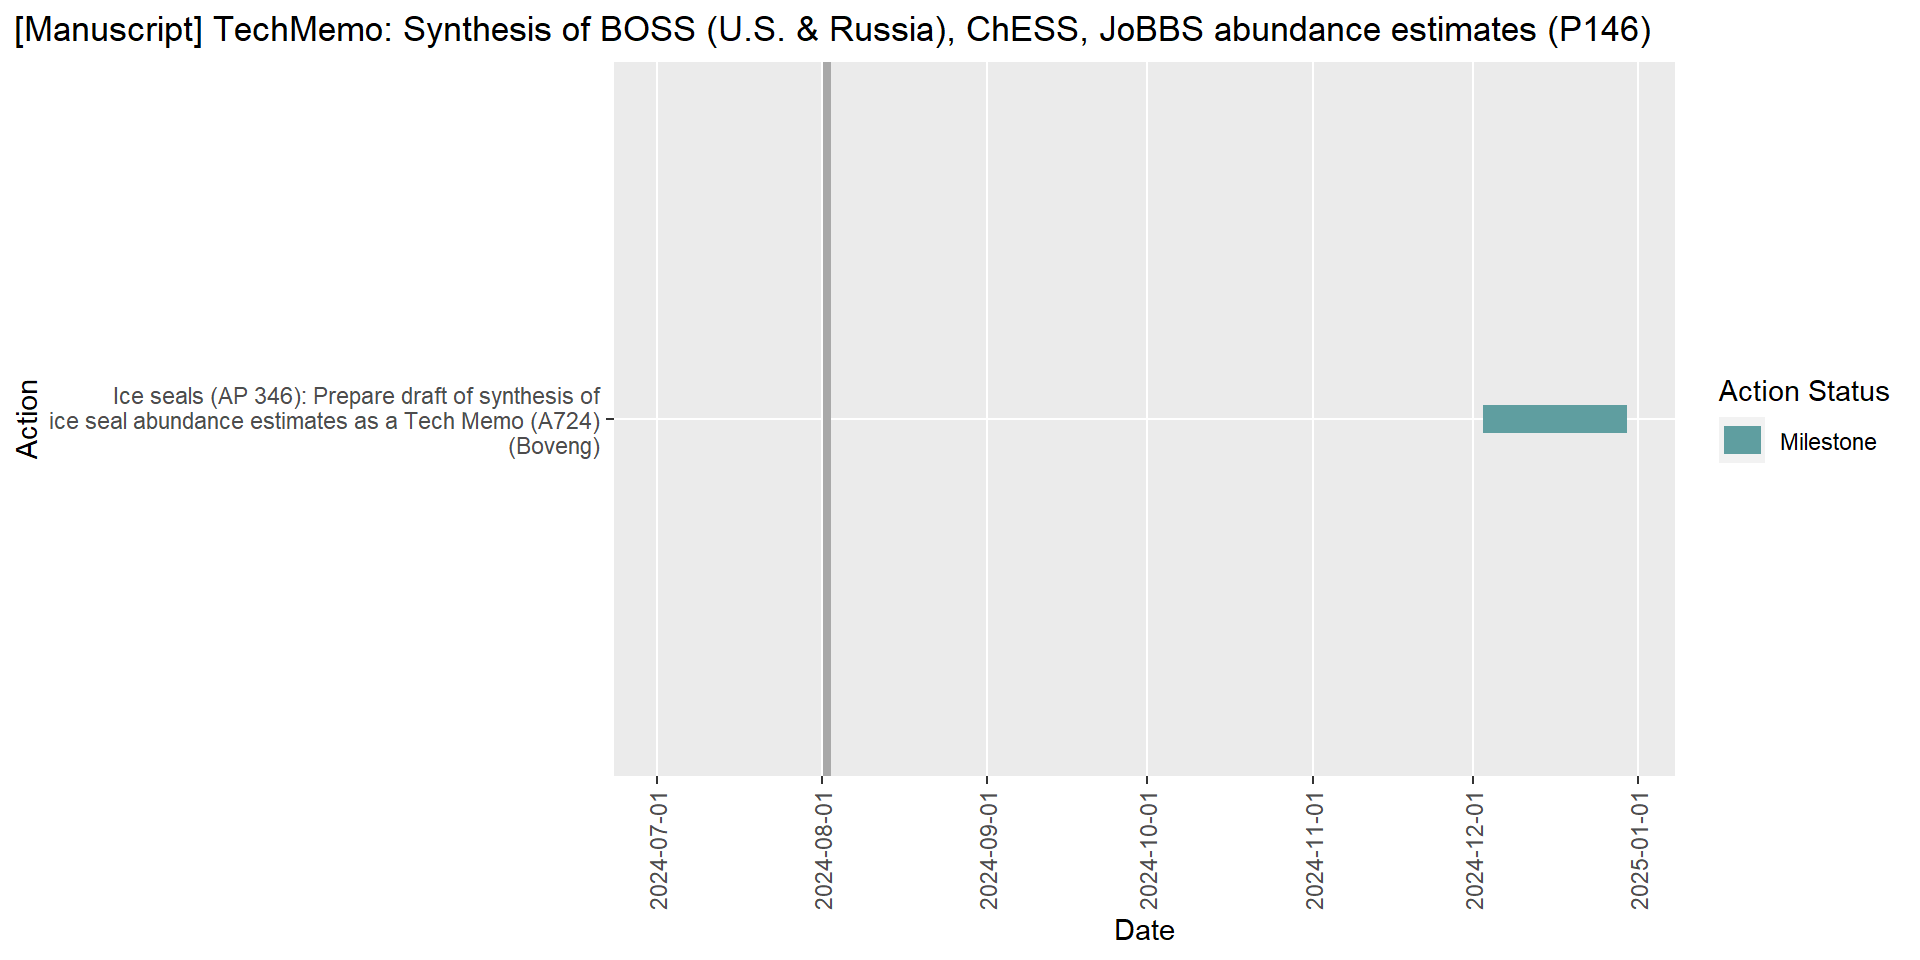 [Manuscript] TechMemo: Synthesis of BOSS (U.S. & Russia), ChESS, JoBBS abundance estimates (P146)
Action
Ice seals (AP 346): Prepare draft of synthesis of
ice seal abundance estimates as a Tech Memo (A724)
(Boveng)
Action Status
Milestone
2024-07-01
2024-08-01
2024-09-01
2024-10-01
2024-11-01
2024-12-01
2025-01-01
Date